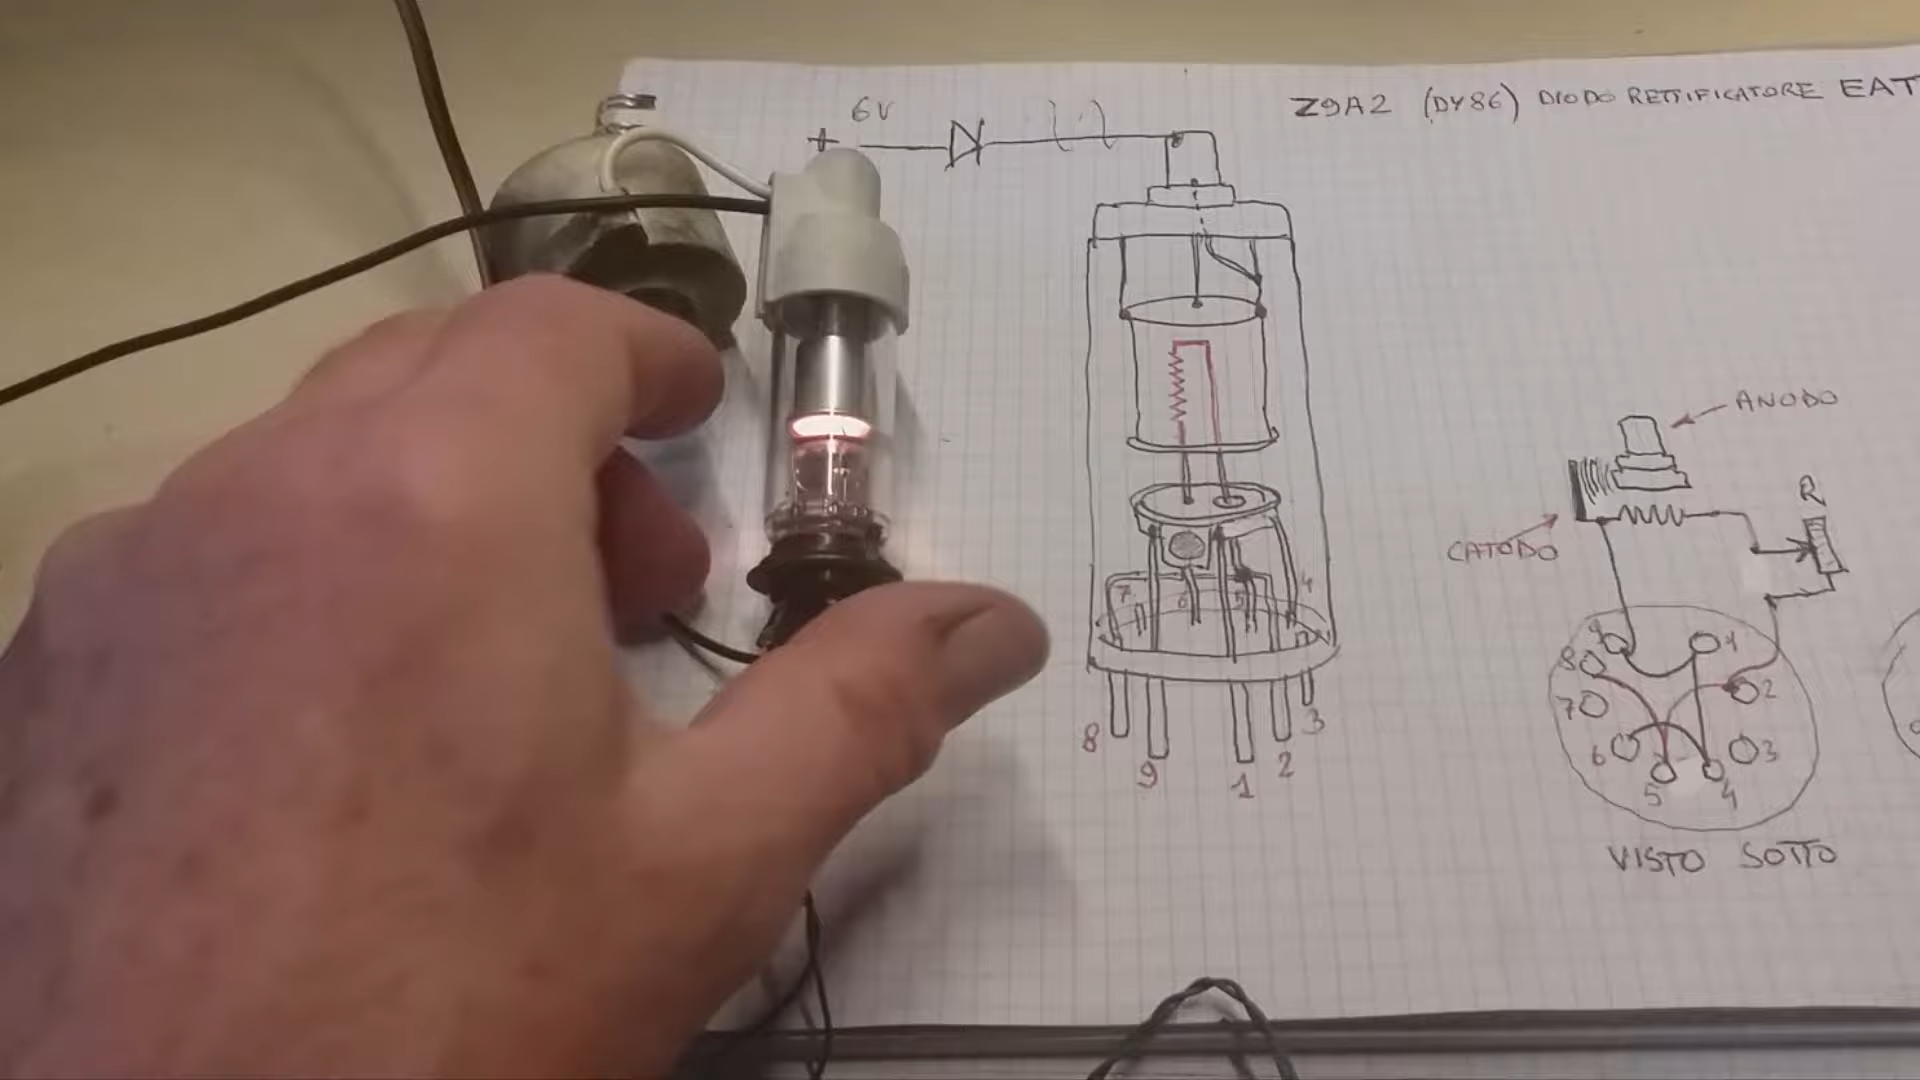 Z9A2 (DY86) DIODO RETTIFICATORE EAT
6V
+
ANODO
R
CATODO
7 6 5 4
9 1
8 2
7 3
6
5 4
8 9 1 2 3
VISTO SOTTO